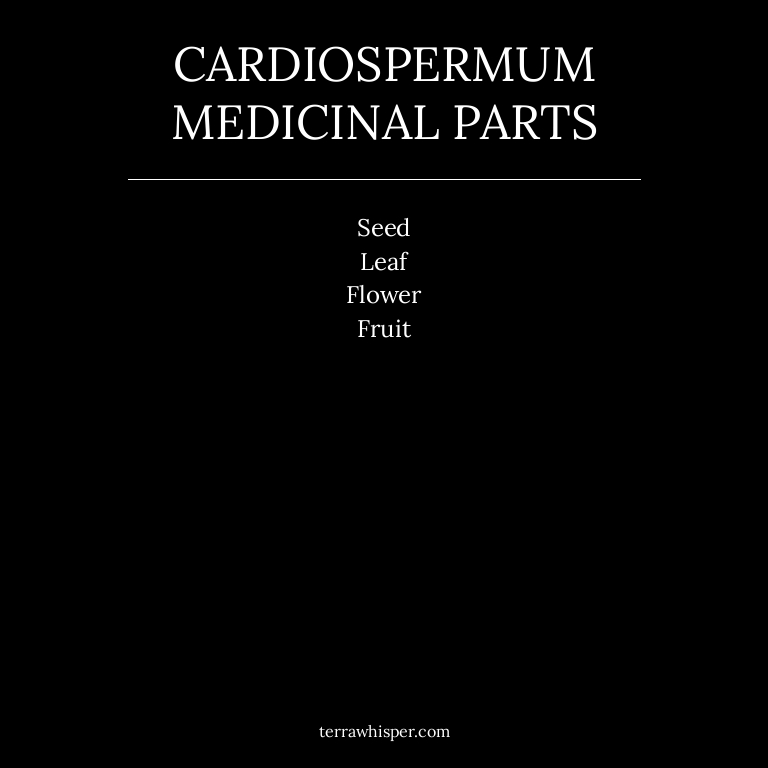 CARDIOSPERMUM
MEDICINAL PARTS
Seed
Leaf
Flower
Fruit
terrawhisper.com